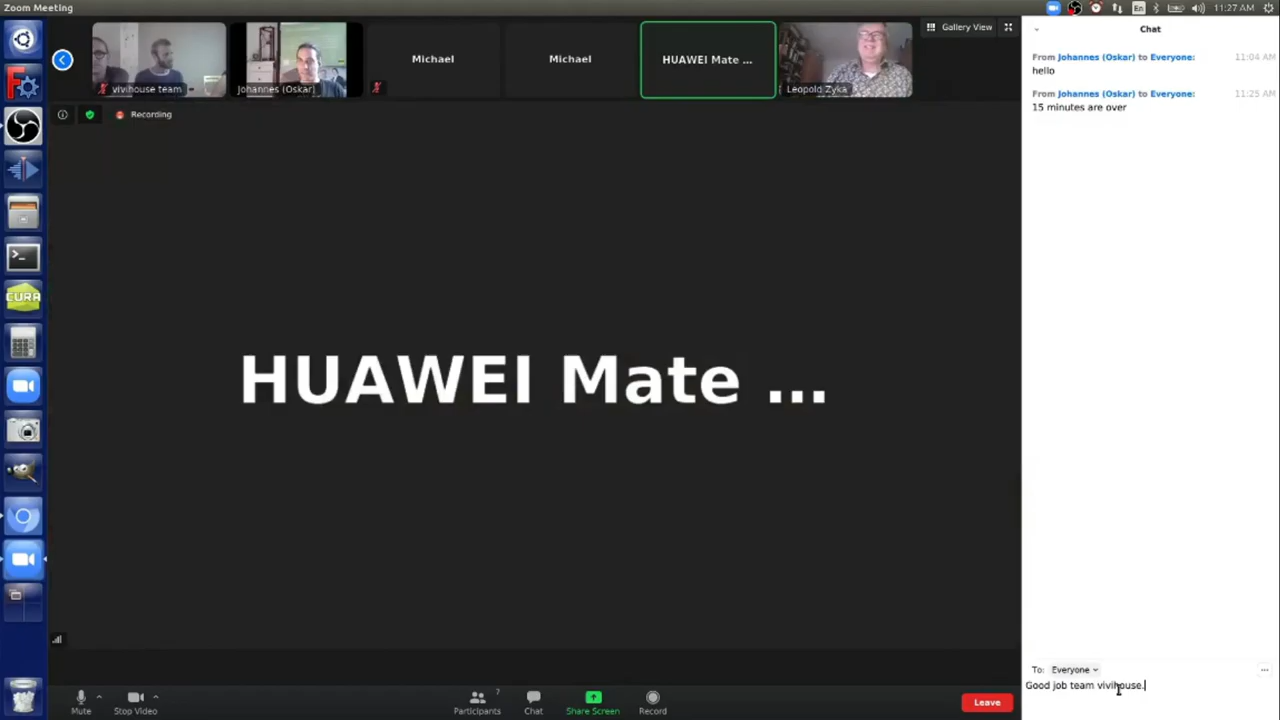 Zoom Meeting
En
11:27 AM
vivihouse team
Johannes (Oskar)
Michael
Michael
HUAWEI Mate ...
Leopold Zyka
Gallery View
Recording
HUAWEI Mate ...
CURA
Mute
Stop Video
Participants
7
Chat
Share Screen
Record
Leave
Chat
From Johannes (Oskar) to Everyone:
11:04 AM
hello
From Johannes (Oskar) to Everyone:
11:25 AM
15 minutes are over
To: Everyone
Good job team vivihouse.